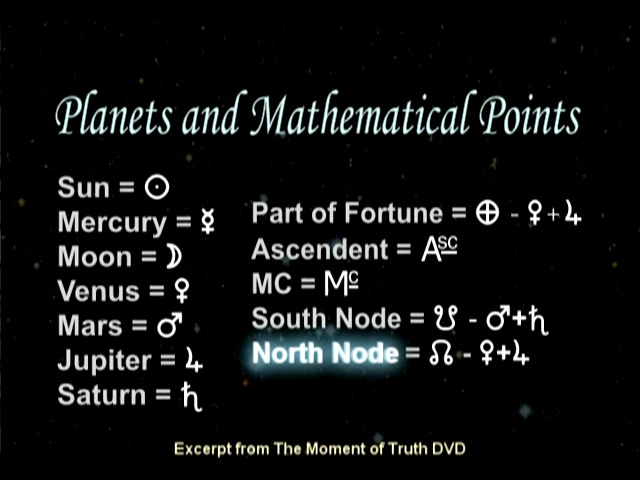 Planets and Mathematical Points
Sun = ☉
Mercury = ☿
Moon = ☽
Venus = ♀
Mars = ♂
Jupiter = ♃
Saturn = ♄
Part of Fortune = ⊕ - ♀+♃
Ascendent = Asc
MC = Mc
South Node = ☋ - ♂+♄
North Node = ☊ - ♀+♃
Excerpt from The Moment of Truth DVD